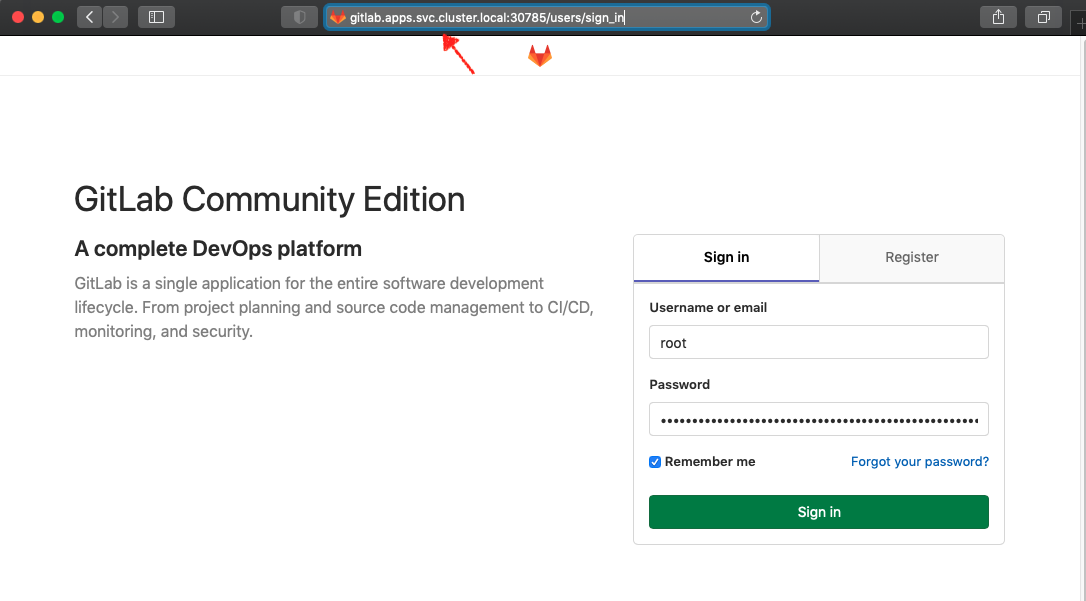 gitlab.apps.svc.cluster.local:30785/users/sign_in
GitLab Community Edition
A complete DevOps platform
GitLab is a single application for the entire software development
lifecycle. From project planning and source code management to CI/CD,
monitoring, and security.
Sign in
Register
Username or email
root
Password
Remember me
Forgot your password?
Sign in